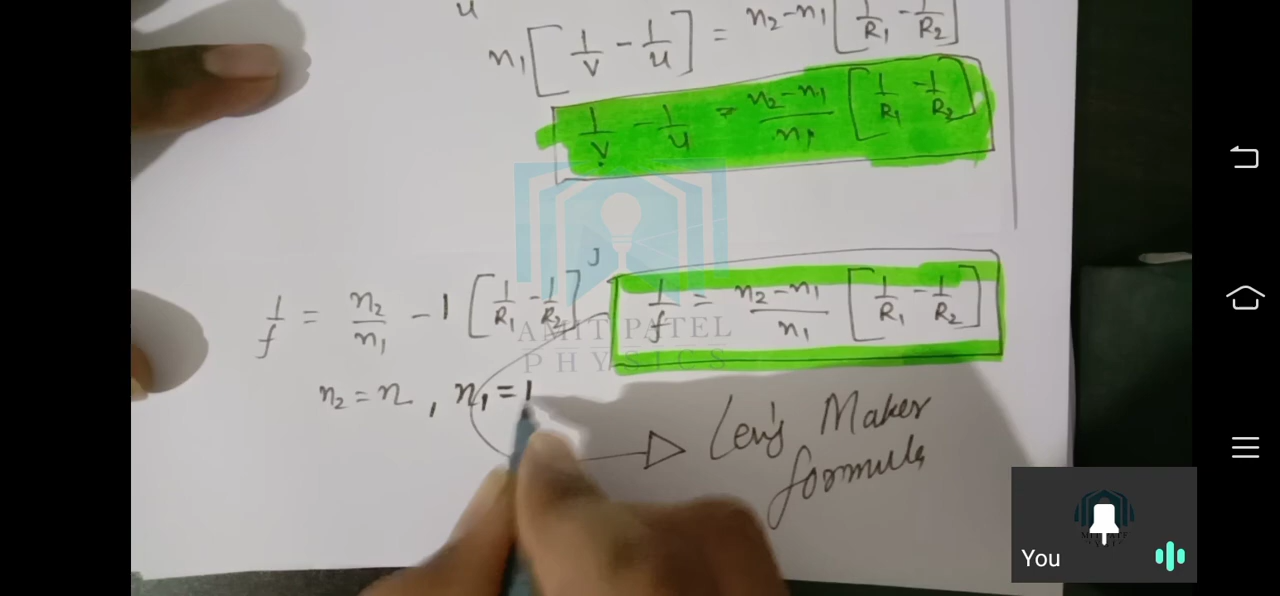 u
n₁[1/v - 1/u] = n₂-n₁[1/R₁ - 1/R₂]
1/v - 1/u = n₂-n₁/n₁ [1/R₁ - 1/R₂]
1/f = n₂/n₁ - 1 [1/R₁ - 1/R₂] J 1/f = n₂-n₁/n₁ [1/R₁ - 1/R₂]
AMIT PATEL
PHYSICS
n₂ = n , n₁ = 1
Len's Maker
formula
You